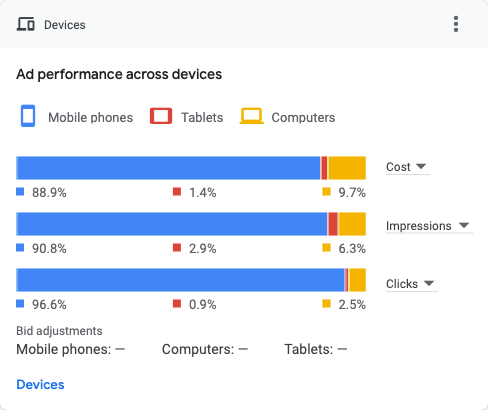 Devices
Ad performance across devices
Mobile phones Tablets Computers
Cost
88.9% 1.4% 9.7%
Impressions
90.8% 2.9% 6.3%
Clicks
96.6% 0.9% 2.5%
Bid adjustments
Mobile phones: — Computers: — Tablets: —
Devices